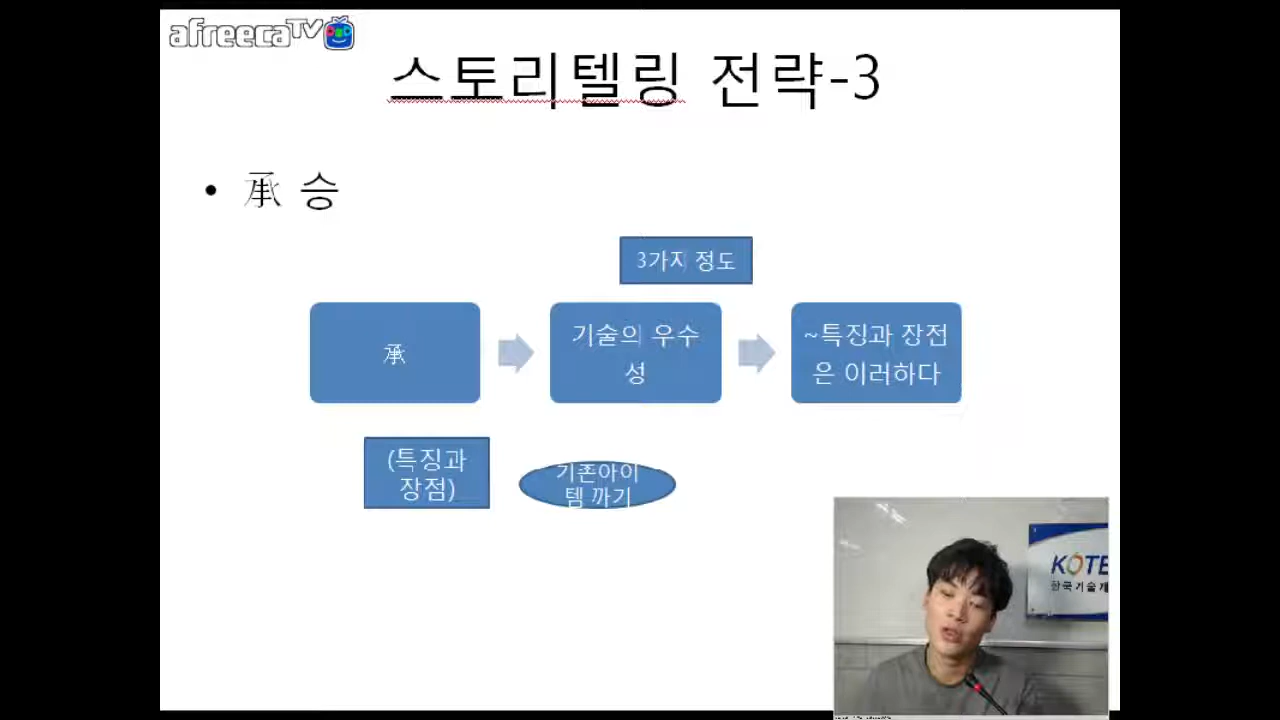 afreecaTV
스토리텔링 전략-3
• 承 승
3가지 정도
承
기술의 우수
성
~특징과 장전
은 이러하다
(특징과
장점)
기존아이
템 까기
KOTE
한국기술개